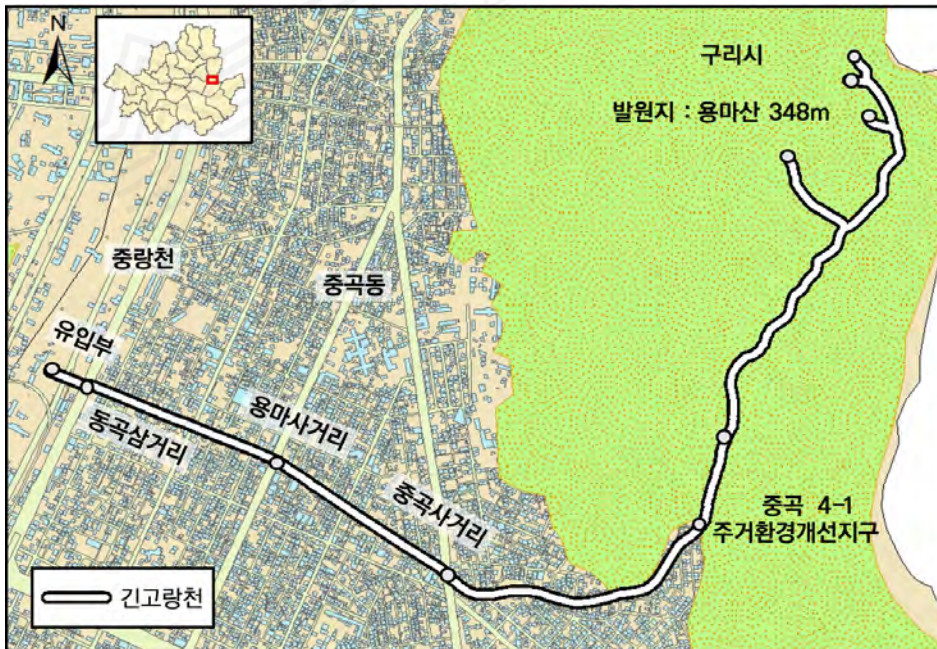 N
구리시
발원지 : 용마산 348m
중랑천
중곡동
유입부
동곡삼거리
용마사거리
중곡사거리
중곡 4-1
주거환경개선지구
긴고랑천